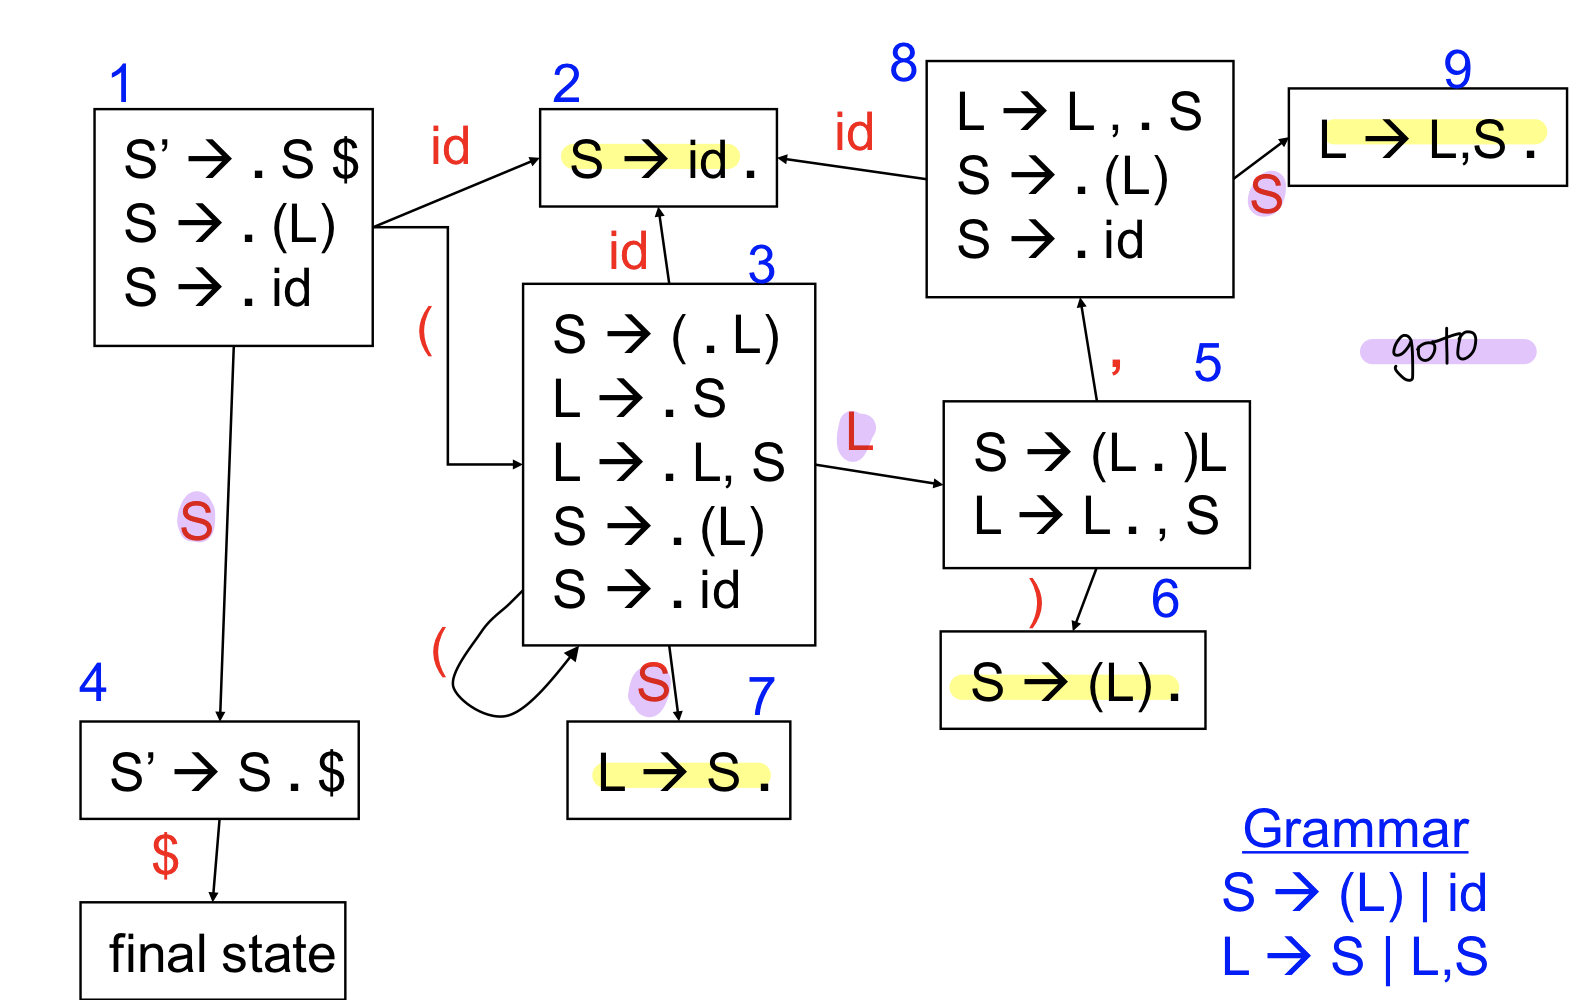 1
S’ → . S $
S → . (L)
S → . id
id
2
S → id .
id
8
L → L , . S
S → . (L)
S → . id
S
9
L → L,S .
id
3
S → ( . L)
L → . S
L → . L, S
S → . (L)
S → . id
(
(
L
,
5
S → (L . )L
L → L . , S
goto
)
6
S → (L) .
S
7
L → S .
S
4
S’ → S . $
$
final state
Grammar
S → (L) | id
L → S | L,S